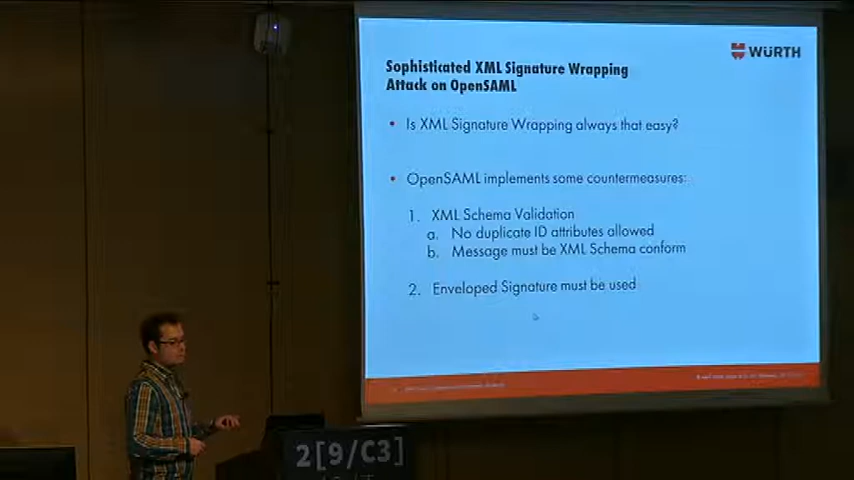 Sophisticated XML Signature Wrapping
Attack on OpenSAML
WÜRTH
• Is XML Signature Wrapping always that easy?
• OpenSAML implements some countermeasures:
1. XML Schema Validation
a. No duplicate ID attributes allowed
b. Message must be XML Schema conform
2. Enveloped Signature must be used
2[9/C3]